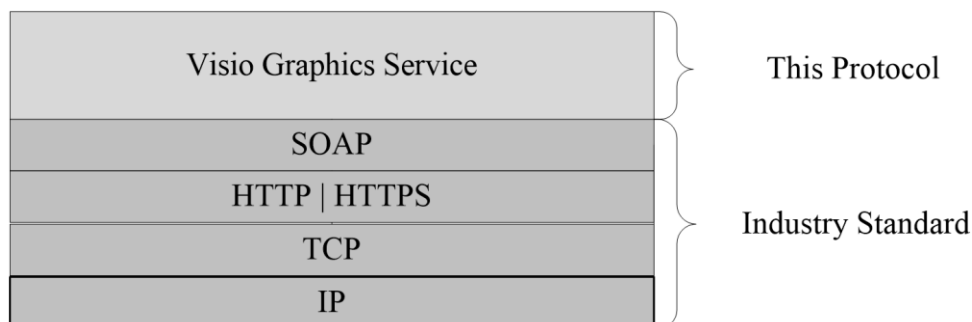 Visio Graphics Service
This Protocol
SOAP
HTTP | HTTPS
Industry Standard
TCP
IP